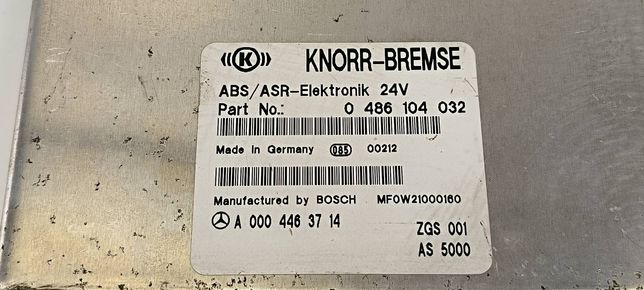 K KNORR-BREMSE
ABS/ASR-Elektronik 24V
Part No.: 0 486 104 032
Made In Germany 085 00212
Manufactured by BOSCH MF0W21000160
A 000 446 37 14
ZGS 001
AS 5000